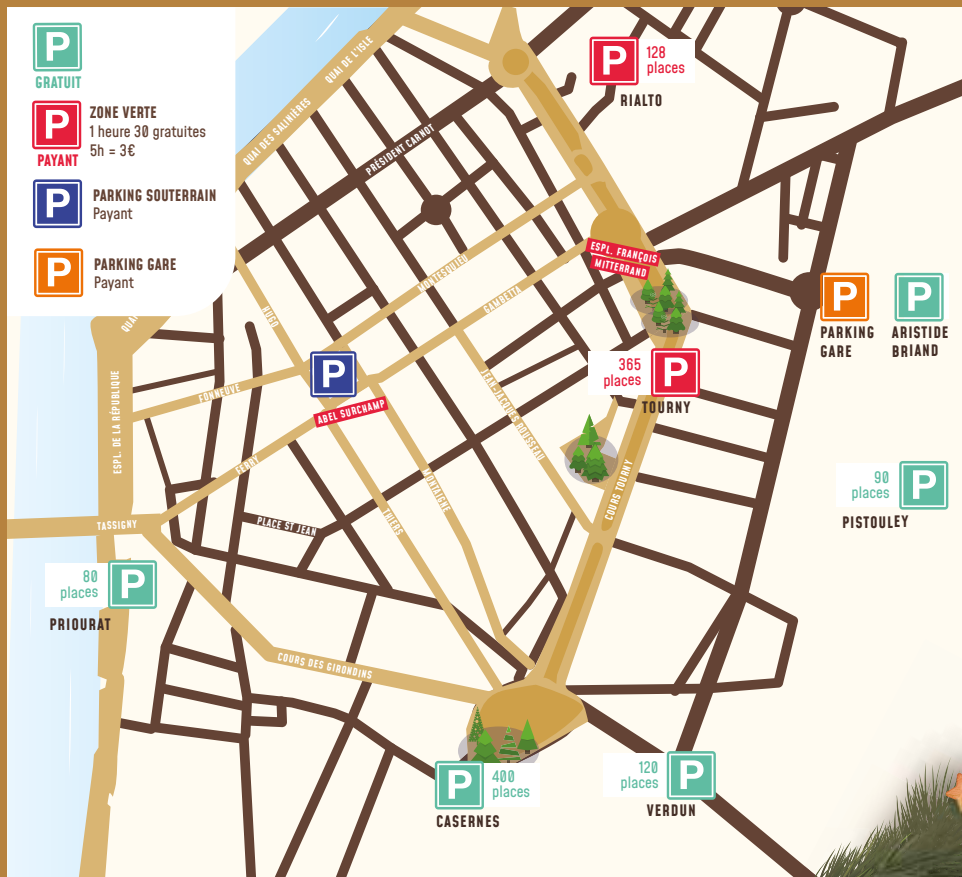 P
GRATUIT
P
PAYANT
ZONE VERTE
1 heure 30 gratuites
5h = 3€
P
PARKING SOUTERRAIN
Payant
P
PARKING GARE
Payant
QUAI DE L'ISLE
QUAI DES SALINIÈRES
PRÉSIDENT CARNOT
P
128
places
RIALTO
ESPL. FRANÇOIS
MITTERRAND
MONTESQUIEU
GAMBETTA
HUGO
QUAI
P
PARKING
GARE
P
ARISTIDE
BRIAND
P
ABEL SURCHAMP
FONNEUVE
ESPL. DE LA RÉPUBLIQUE
FERRY
JEAN-JACQUES ROUSSEAU
365
places
P
TOURNY
COURS TOURNY
MONTAIGNE
THIERS
PLACE ST JEAN
TASSIGNY
90
places
P
PISTOULEY
80
places
P
PRIOURAT
COURS DES GIRONDINS
P
400
places
CASERNES
120
places
P
VERDUN